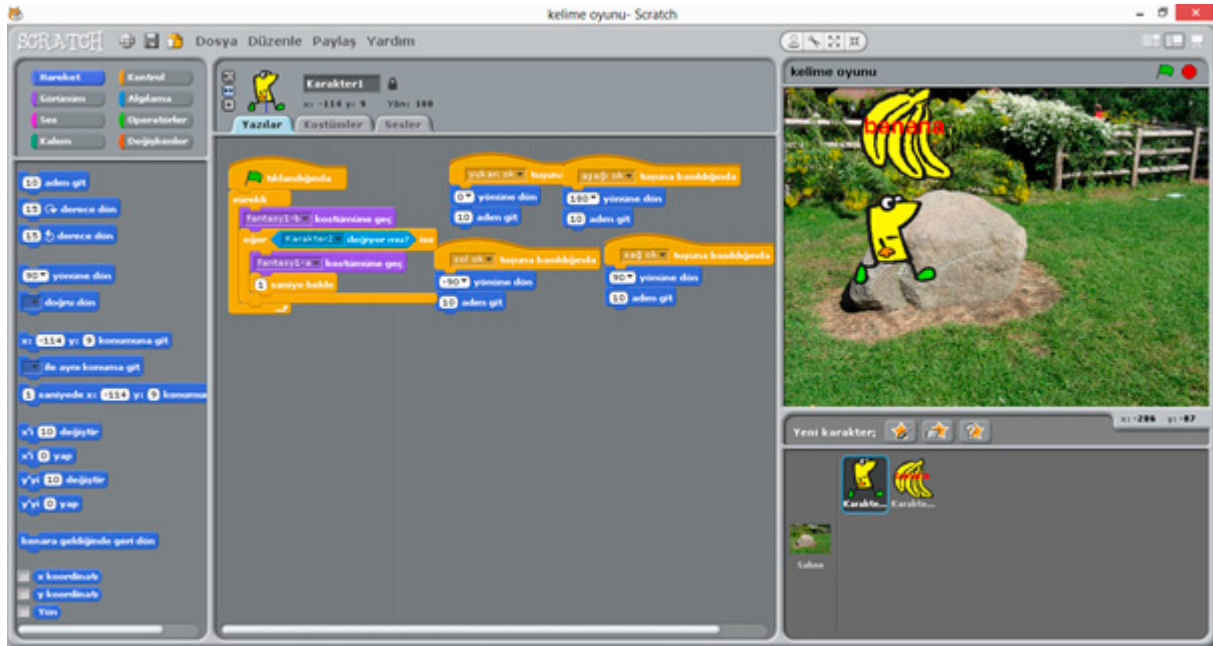 kelime oyunu- Scratch
SCRATCH Dosya Düzenle Paylaş Yardım
Hareket Kontrol
Görünüm Algılama
Ses Operatörler
Kalem Değişkenler
10 adım git
15 derece dön
15 derece dön
90 yönüne dön
doğru dön
x: -114 y: 9 konumuna git
ile aynı konuma git
1 saniyede x: -114 y: 9 konumun
x'i 10 değiştir
x'i 0 yap
y'yi 10 değiştir
y'yi 0 yap
kenara geldiğinde geri dön
x koordinatı
y koordinatı
Yön
Karakter1
x: -114 y: 9 Yön: 180
Yazılar Kostümler Sesler
tıklandığında
sürekli
fantasy1-b kostümüne geç
eğer Karakter2 değiyor mu? ise
fantasy1-a kostümüne geç
1 saniye bekle
yukarı ok tuşuna
0 yönüne dön
10 adım git
aşağı ok tuşuna basıldığında
180 yönüne dön
10 adım git
sol ok tuşuna basıldığında
-90 yönüne dön
10 adım git
sağ ok tuşuna basıldığında
90 yönüne dön
10 adım git
kelime oyunu
banana
x: -286 y: -87
Yeni karakter:
Karakte... Karakte...
banana
Sahne